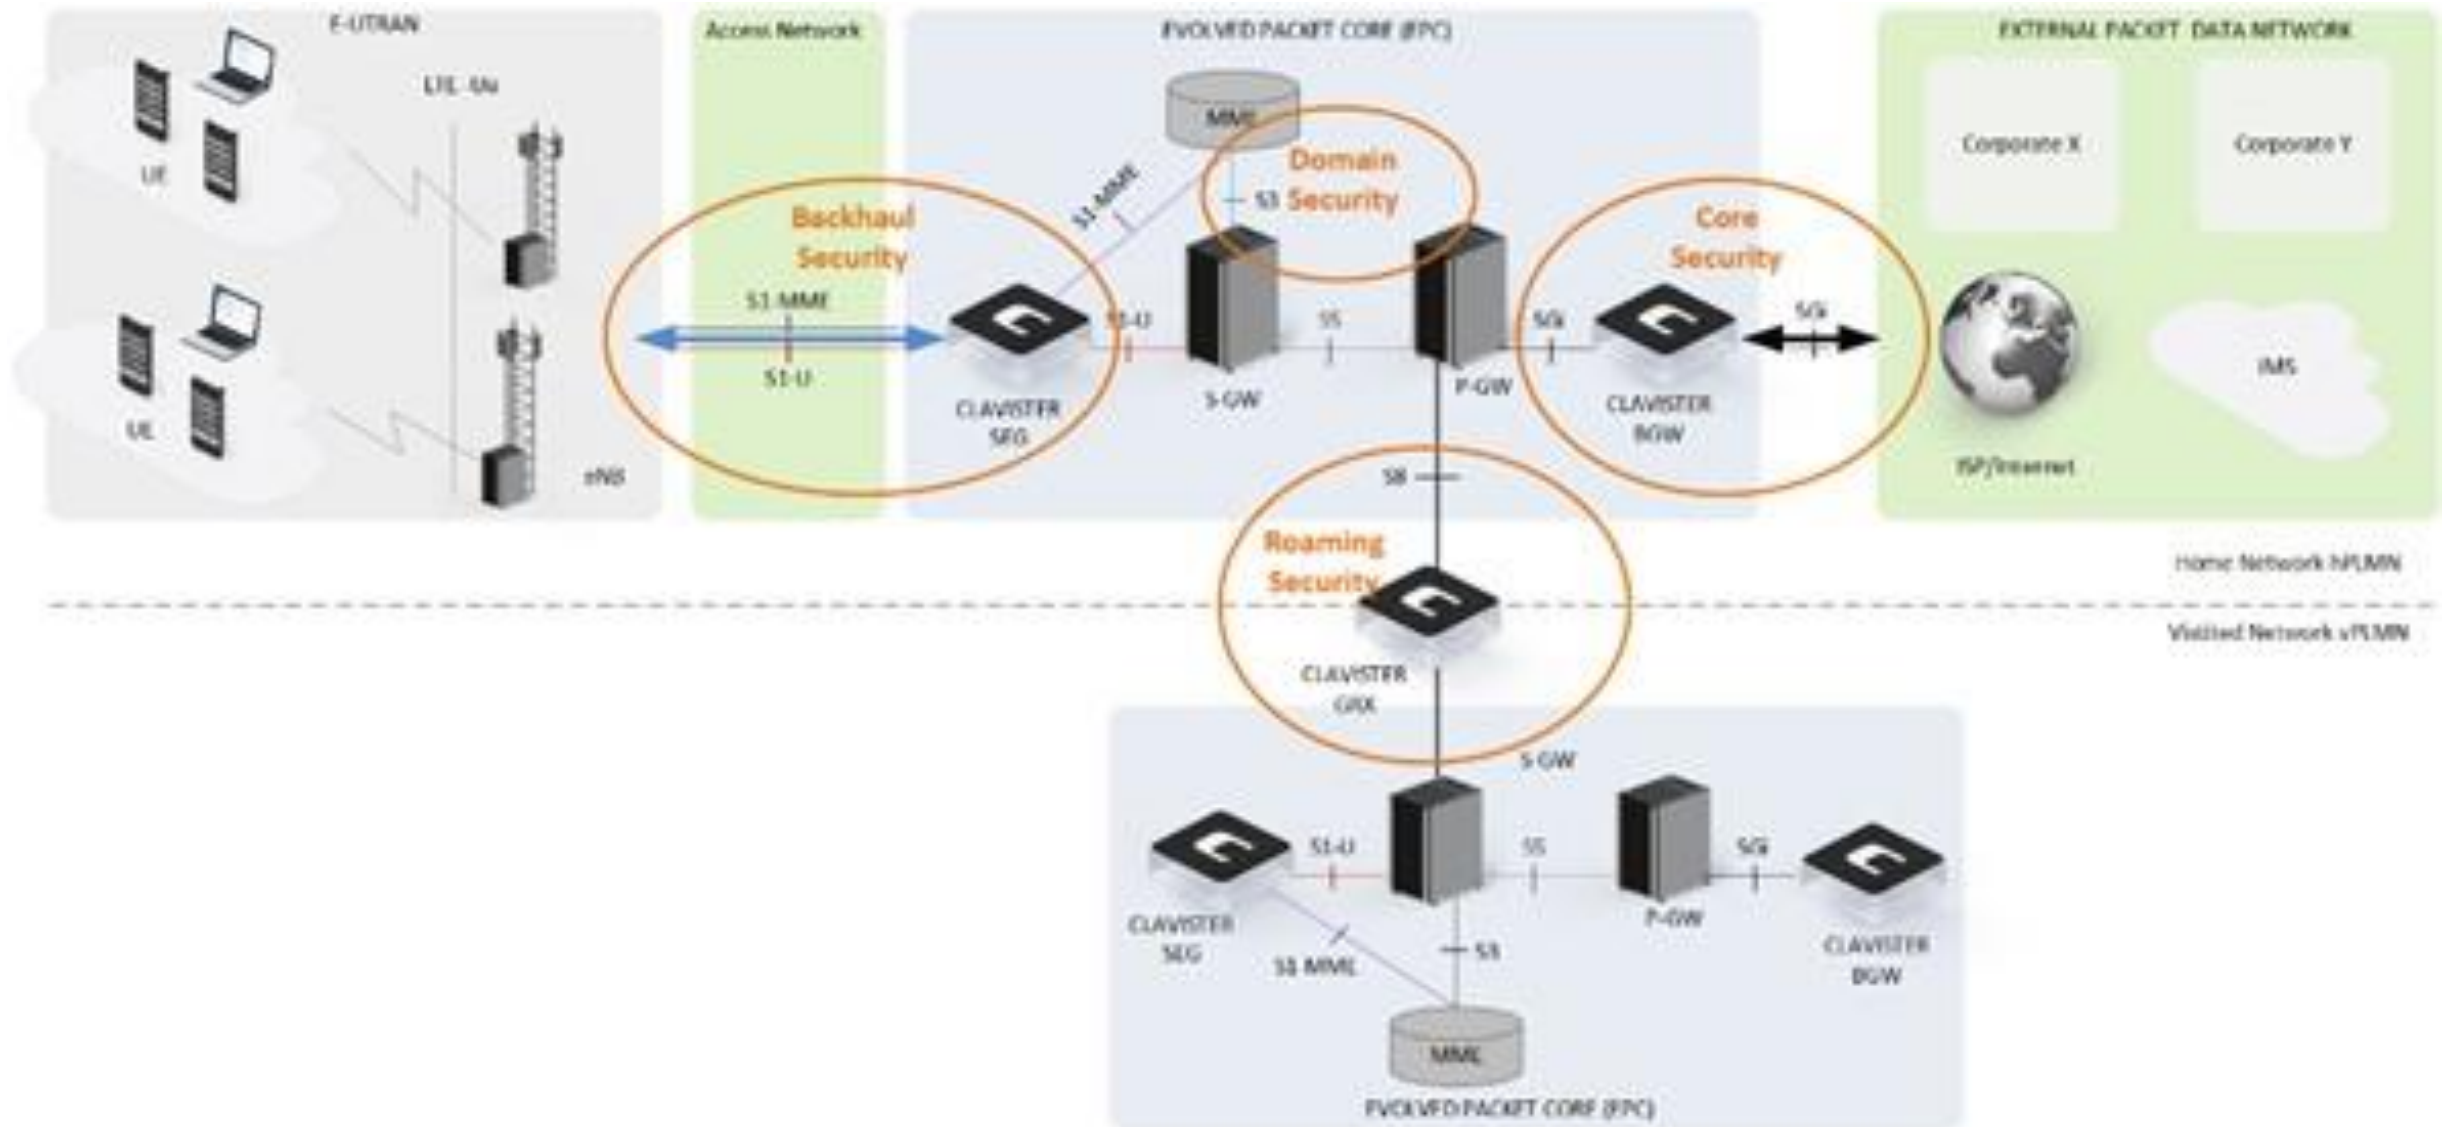 E-UTRAN
Access Network
EVOLVED PACKET CORE (EPC)
EXTERNAL PACKET DATA NETWORK
LTE -Uu
UE
UE
eNB
MME
S1-MME
S3
Domain
Security
Backhaul
Security
S1-MME
S1-U
CLAVISTER
SEG
S1-U
S-GW
S5
P-GW
SGi
Core
Security
CLAVISTER
BGW
SGi
Corporate X
Corporate Y
ISP/Internet
IMS
S8
Roaming
Security
Home Network hPLMN
Visited Network vPLMN
CLAVISTER
GRX
S-GW
CLAVISTER
SEG
S1-U
S5
P-GW
SGi
CLAVISTER
BGW
S1 MME
S3
MME
EVOLVED PACKET CORE (EPC)